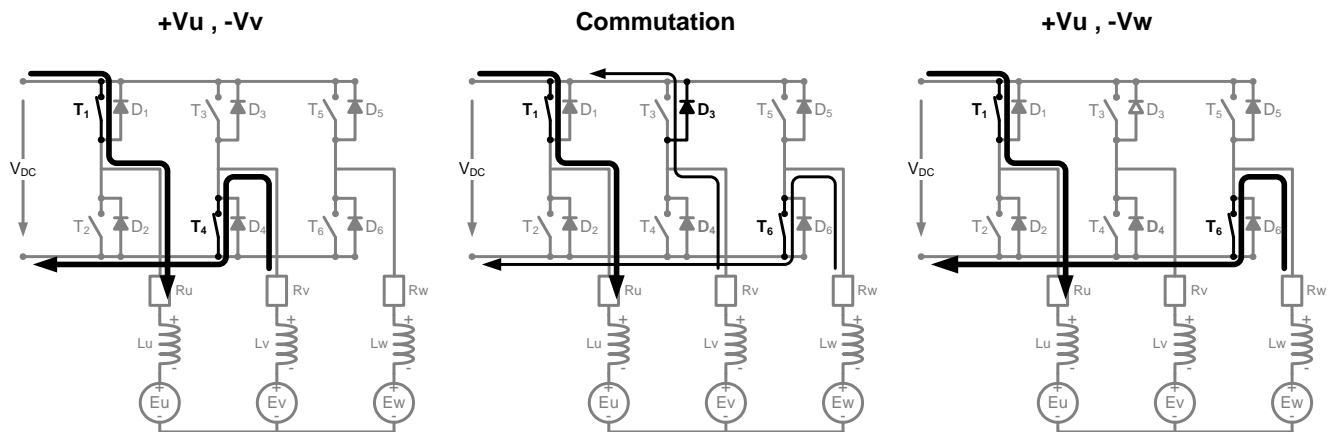 +Vu , -Vv
Commutation
+Vu , -Vw
T1 D1 T3 D3 T5 D5
VDC
T2 D2 T4 D4 T6 D6
Ru Rv Rw
+ + +
Lu Lv Lw
- - -
+ + +
Eu Ev Ew
- - -
T1 D1 T3 D3 T5 D5
VDC
T2 D2 T4 D4 T6 D6
Ru Rv Rw
+ + +
Lu Lv Lw
- - -
+ + +
Eu Ev Ew
- - -
T1 D1 T3 D3 T5 D5
VDC
T2 D2 T4 D4 T6 D6
Ru Rv Rw
+ + +
Lu Lv Lw
- - -
+ + +
Eu Ev Ew
- - -